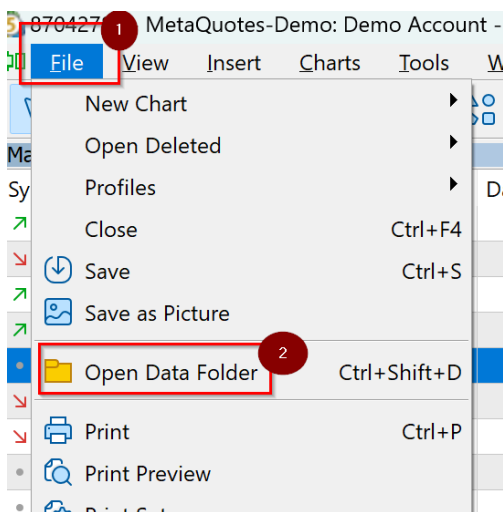 MetaQuotes-Demo: Demo Account -
1
File View Insert Charts Tools
New Chart
Open Deleted
Profiles
Close Ctrl+F4
Save Ctrl+S
Save as Picture
2
Open Data Folder Ctrl+Shift+D
Print Ctrl+P
Print Preview